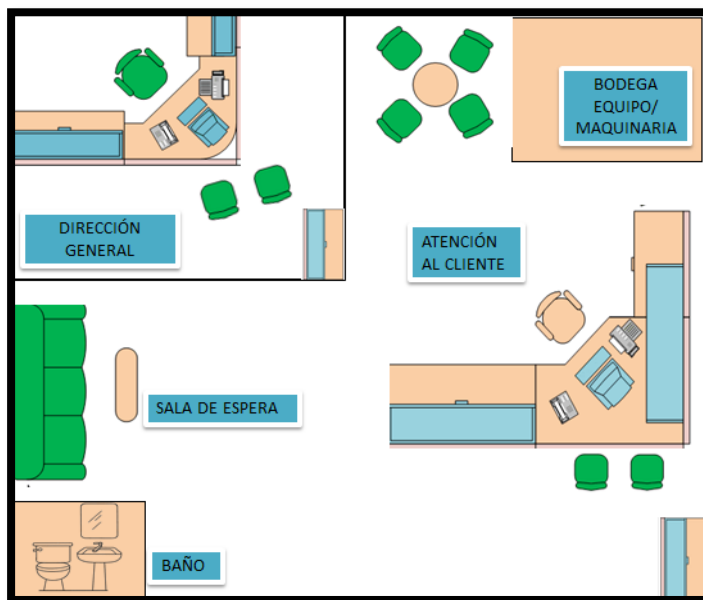 BODEGA
EQUIPO/
MAQUINARIA
DIRECCIÓN
GENERAL
ATENCIÓN
AL CLIENTE
SALA DE ESPERA
BAÑO